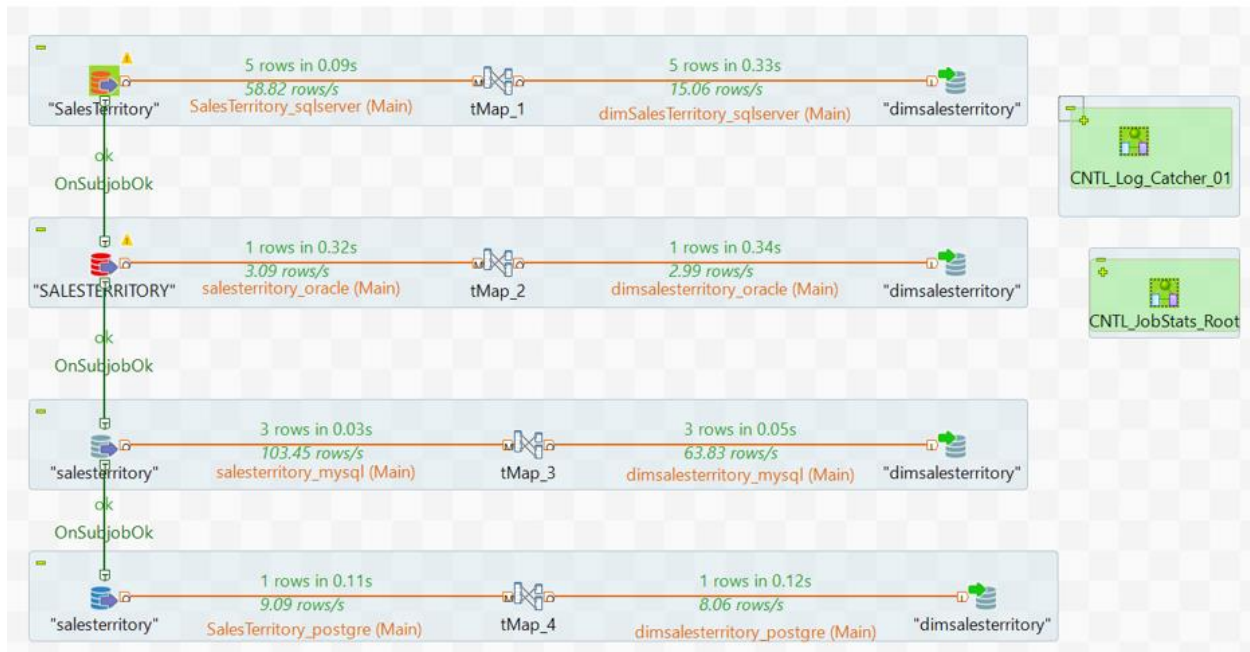 5 rows in 0.09s
58.82 rows/s
SalesTerritory_sqlserver (Main)
5 rows in 0.33s
15.06 rows/s
dimSalesTerritory_sqlserver (Main)
"SalesTerritory"
tMap_1
"dimsalesterritory"
CNTL_Log_Catcher_01
ok
OnSubjobOk
1 rows in 0.32s
3.09 rows/s
salesterritory_oracle (Main)
1 rows in 0.34s
2.99 rows/s
dimsalesterritory_oracle (Main)
"SALESTERRITORY"
tMap_2
"dimsalesterritory"
CNTL_JobStats_Root
ok
OnSubjobOk
3 rows in 0.03s
103.45 rows/s
salesterritory_mysql (Main)
3 rows in 0.05s
63.83 rows/s
dimsalesterritory_mysql (Main)
"salesterritory"
tMap_3
"dimsalesterritory"
ok
OnSubjobOk
1 rows in 0.11s
9.09 rows/s
SalesTerritory_postgre (Main)
1 rows in 0.12s
8.06 rows/s
dimsalesterritory_postgre (Main)
"salesterritory"
tMap_4
"dimsalesterritory"